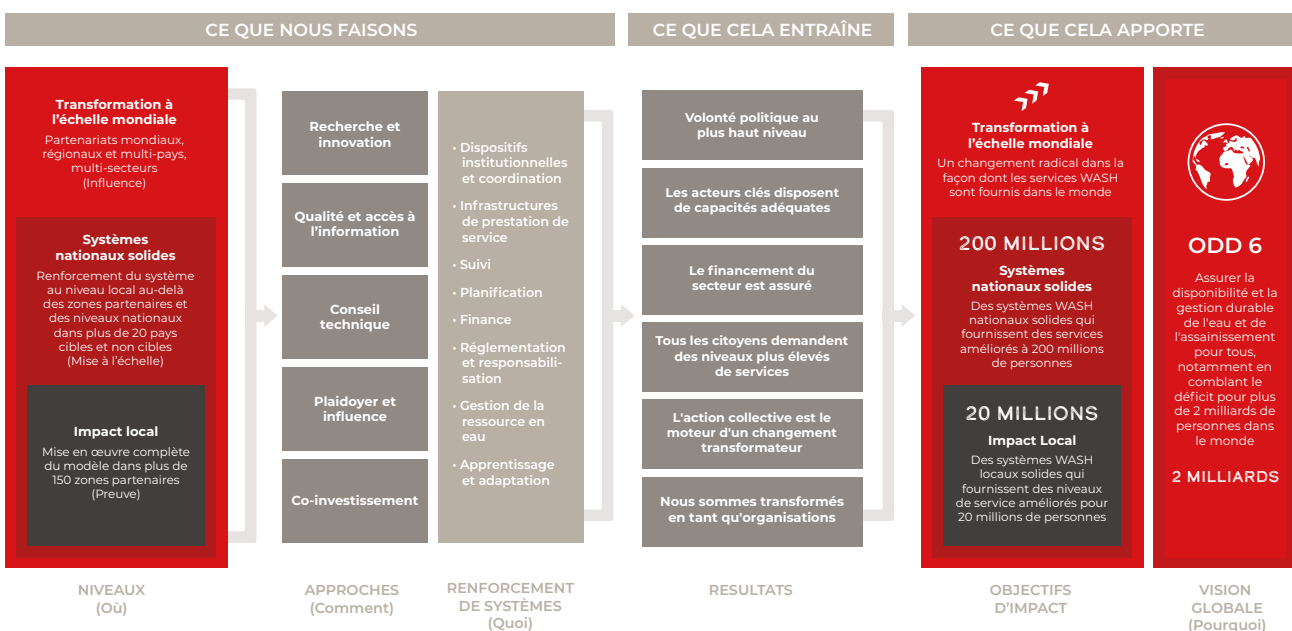 CE QUE NOUS FAISONS
CE QUE CELA ENTRAÎNE
CE QUE CELA APPORTE
Transformation à
l'échelle mondiale
Partenariats mondiaux,
régionaux et multi-pays,
multi-secteurs
(Influence)
Systèmes
nationaux solides
Renforcement du système
au niveau local au-delà
des zones partenaires et
des niveaux nationaux
dans plus de 20 pays
cibles et non cibles
(Mise à l'échelle)
Impact local
Mise en œuvre complète
du modèle dans plus de
150 zones partenaires
(Preuve)
NIVEAUX
(Où)
Recherche et
innovation
Qualité et accès à
l'information
Conseil
technique
Plaidoyer et
influence
Co-investissement
APPROCHES
(Comment)
• Dispositifs
institutionnelles
et coordination
• Infrastructures
de prestation de
service
• Suivi
• Planification
• Finance
• Réglementation
et responsabili-
sation
• Gestion de la
ressource en
eau
• Apprentissage
et adaptation
RENFORCEMENT
DE SYSTÈMES
(Quoi)
Volonté politique au
plus haut niveau
Les acteurs clés disposent
de capacités adéquates
Le financement du
secteur est assuré
Tous les citoyens demandent
des niveaux plus élevés
de services
L'action collective est le
moteur d'un changement
transformateur
Nous sommes transformés
en tant qu'organisations
RESULTATS
Transformation à
l'échelle mondiale
Un changement radical dans la
façon dont les services WASH
sont fournis dans le monde
200 MILLIONS
Systèmes
nationaux solides
Des systèmes WASH
nationaux solides qui
fournissent des services
améliorés à 200 millions
de personnes
20 MILLIONS
Impact Local
Des systèmes WASH
locaux solides qui
fournissent des niveaux
de service améliorés pour
20 millions de personnes
OBJECTIFS
D'IMPACT
ODD 6
Assurer la
disponibilité et la
gestion durable
de l'eau et de
l'assainissement
pour tous,
notamment en
comblant le
déficit pour plus
de 2 milliards de
personnes dans
le monde
2 MILLIARDS
VISION
GLOBALE
(Pourquoi)